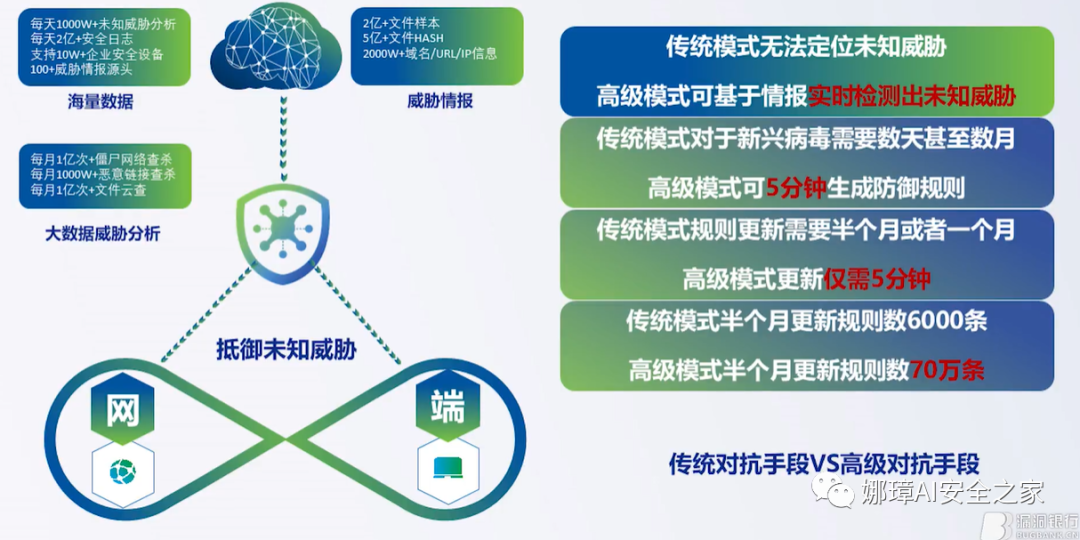 每天1000W+未知威胁分析
每天2亿+安全日志
支持10W+企业安全设备
100+威胁情报源头
海量数据
2亿+文件样本
5亿+文件HASH
2000W+域名/URL/IP信息
威胁情报
每月1亿次+僵尸网络查杀
每月1000W+恶意链接查杀
每月1亿次+文件云查
大数据威胁分析
抵御未知威胁
网
端
传统模式无法定位未知威胁
高级模式可基于情报实时检测出未知威胁
传统模式对于新兴病毒需要数天甚至数月
高级模式可5分钟生成防御规则
传统模式规则更新需要半个月或者一个月
高级模式更新仅需5分钟
传统模式半个月更新规则数6000条
高级模式半个月更新规则数70万条
传统对抗手段VS高级对抗手段
娜璋AI安全之家
漏洞银行
BUGBANK.CN